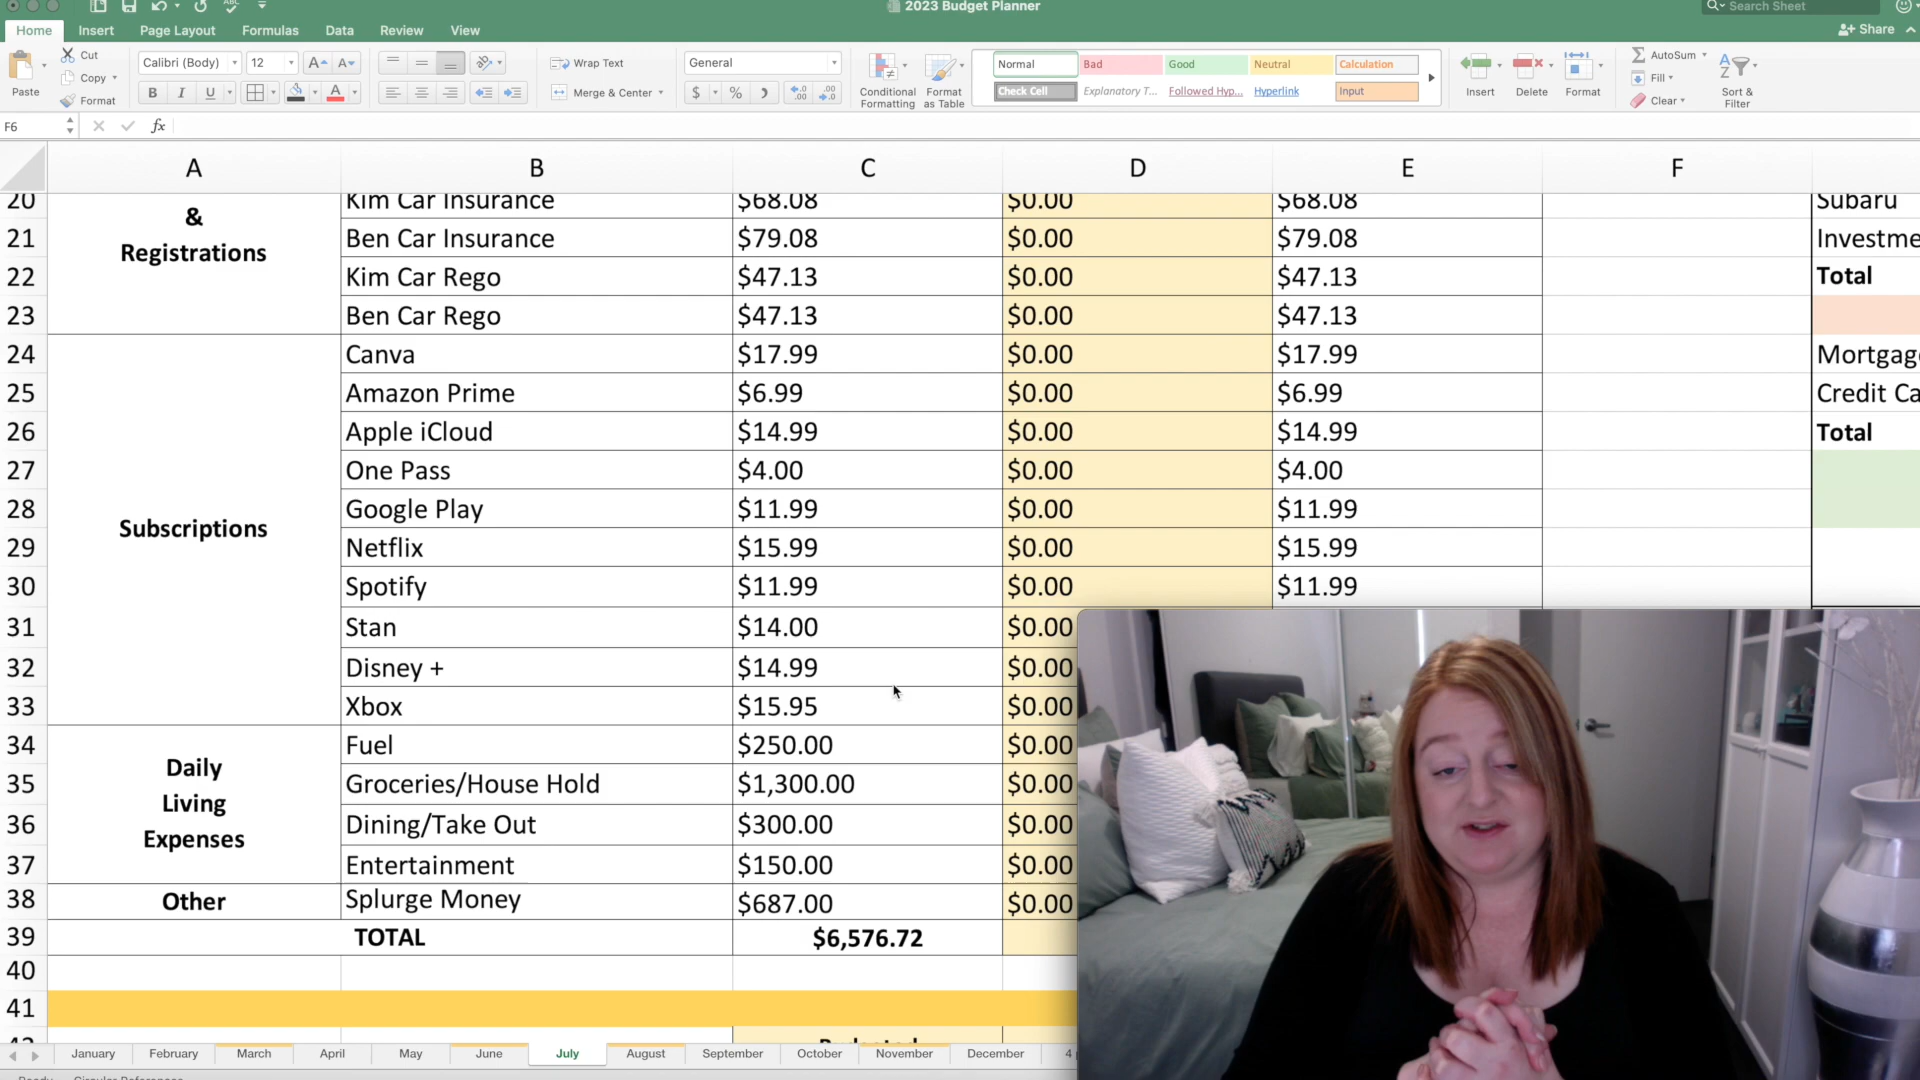 2023 Budget Planner
Search Sheet
Home Insert Page Layout Formulas Data Review View
Share
Paste
Cut
Copy
Format
Calibri (Body) 12
Wrap Text
Merge & Center
General
Conditional Formatting
Format as Table
Normal Bad Good Neutral Calculation
Check Cell Explanatory T... Followed Hyp... Hyperlink Input
Insert Delete Format
AutoSum
Fill
Clear
Sort & Filter
F6 fx
A B C D E F
20 Kim Car Insurance $68.08 $0.00 $68.08 Subaru
&
Registrations
21 Ben Car Insurance $79.08 $0.00 $79.08 Investme
22 Kim Car Rego $47.13 $0.00 $47.13 Total
23 Ben Car Rego $47.13 $0.00 $47.13
24 Canva $17.99 $0.00 $17.99 Mortgag
25 Amazon Prime $6.99 $0.00 $6.99 Credit Ca
26 Apple iCloud $14.99 $0.00 $14.99 Total
27 One Pass $4.00 $0.00 $4.00
28 Google Play $11.99 $0.00 $11.99
Subscriptions
29 Netflix $15.99 $0.00 $15.99
30 Spotify $11.99 $0.00 $11.99
31 Stan $14.00 $0.00
32 Disney + $14.99 $0.00
33 Xbox $15.95 $0.00
34 Fuel $250.00 $0.00
Daily
Living
Expenses
35 Groceries/House Hold $1,300.00 $0.00
36 Dining/Take Out $300.00 $0.00
37 Entertainment $150.00 $0.00
38 Other Splurge Money $687.00 $0.00
39 TOTAL $6,576.72
40
41
January February March April May June July August September October November December 4